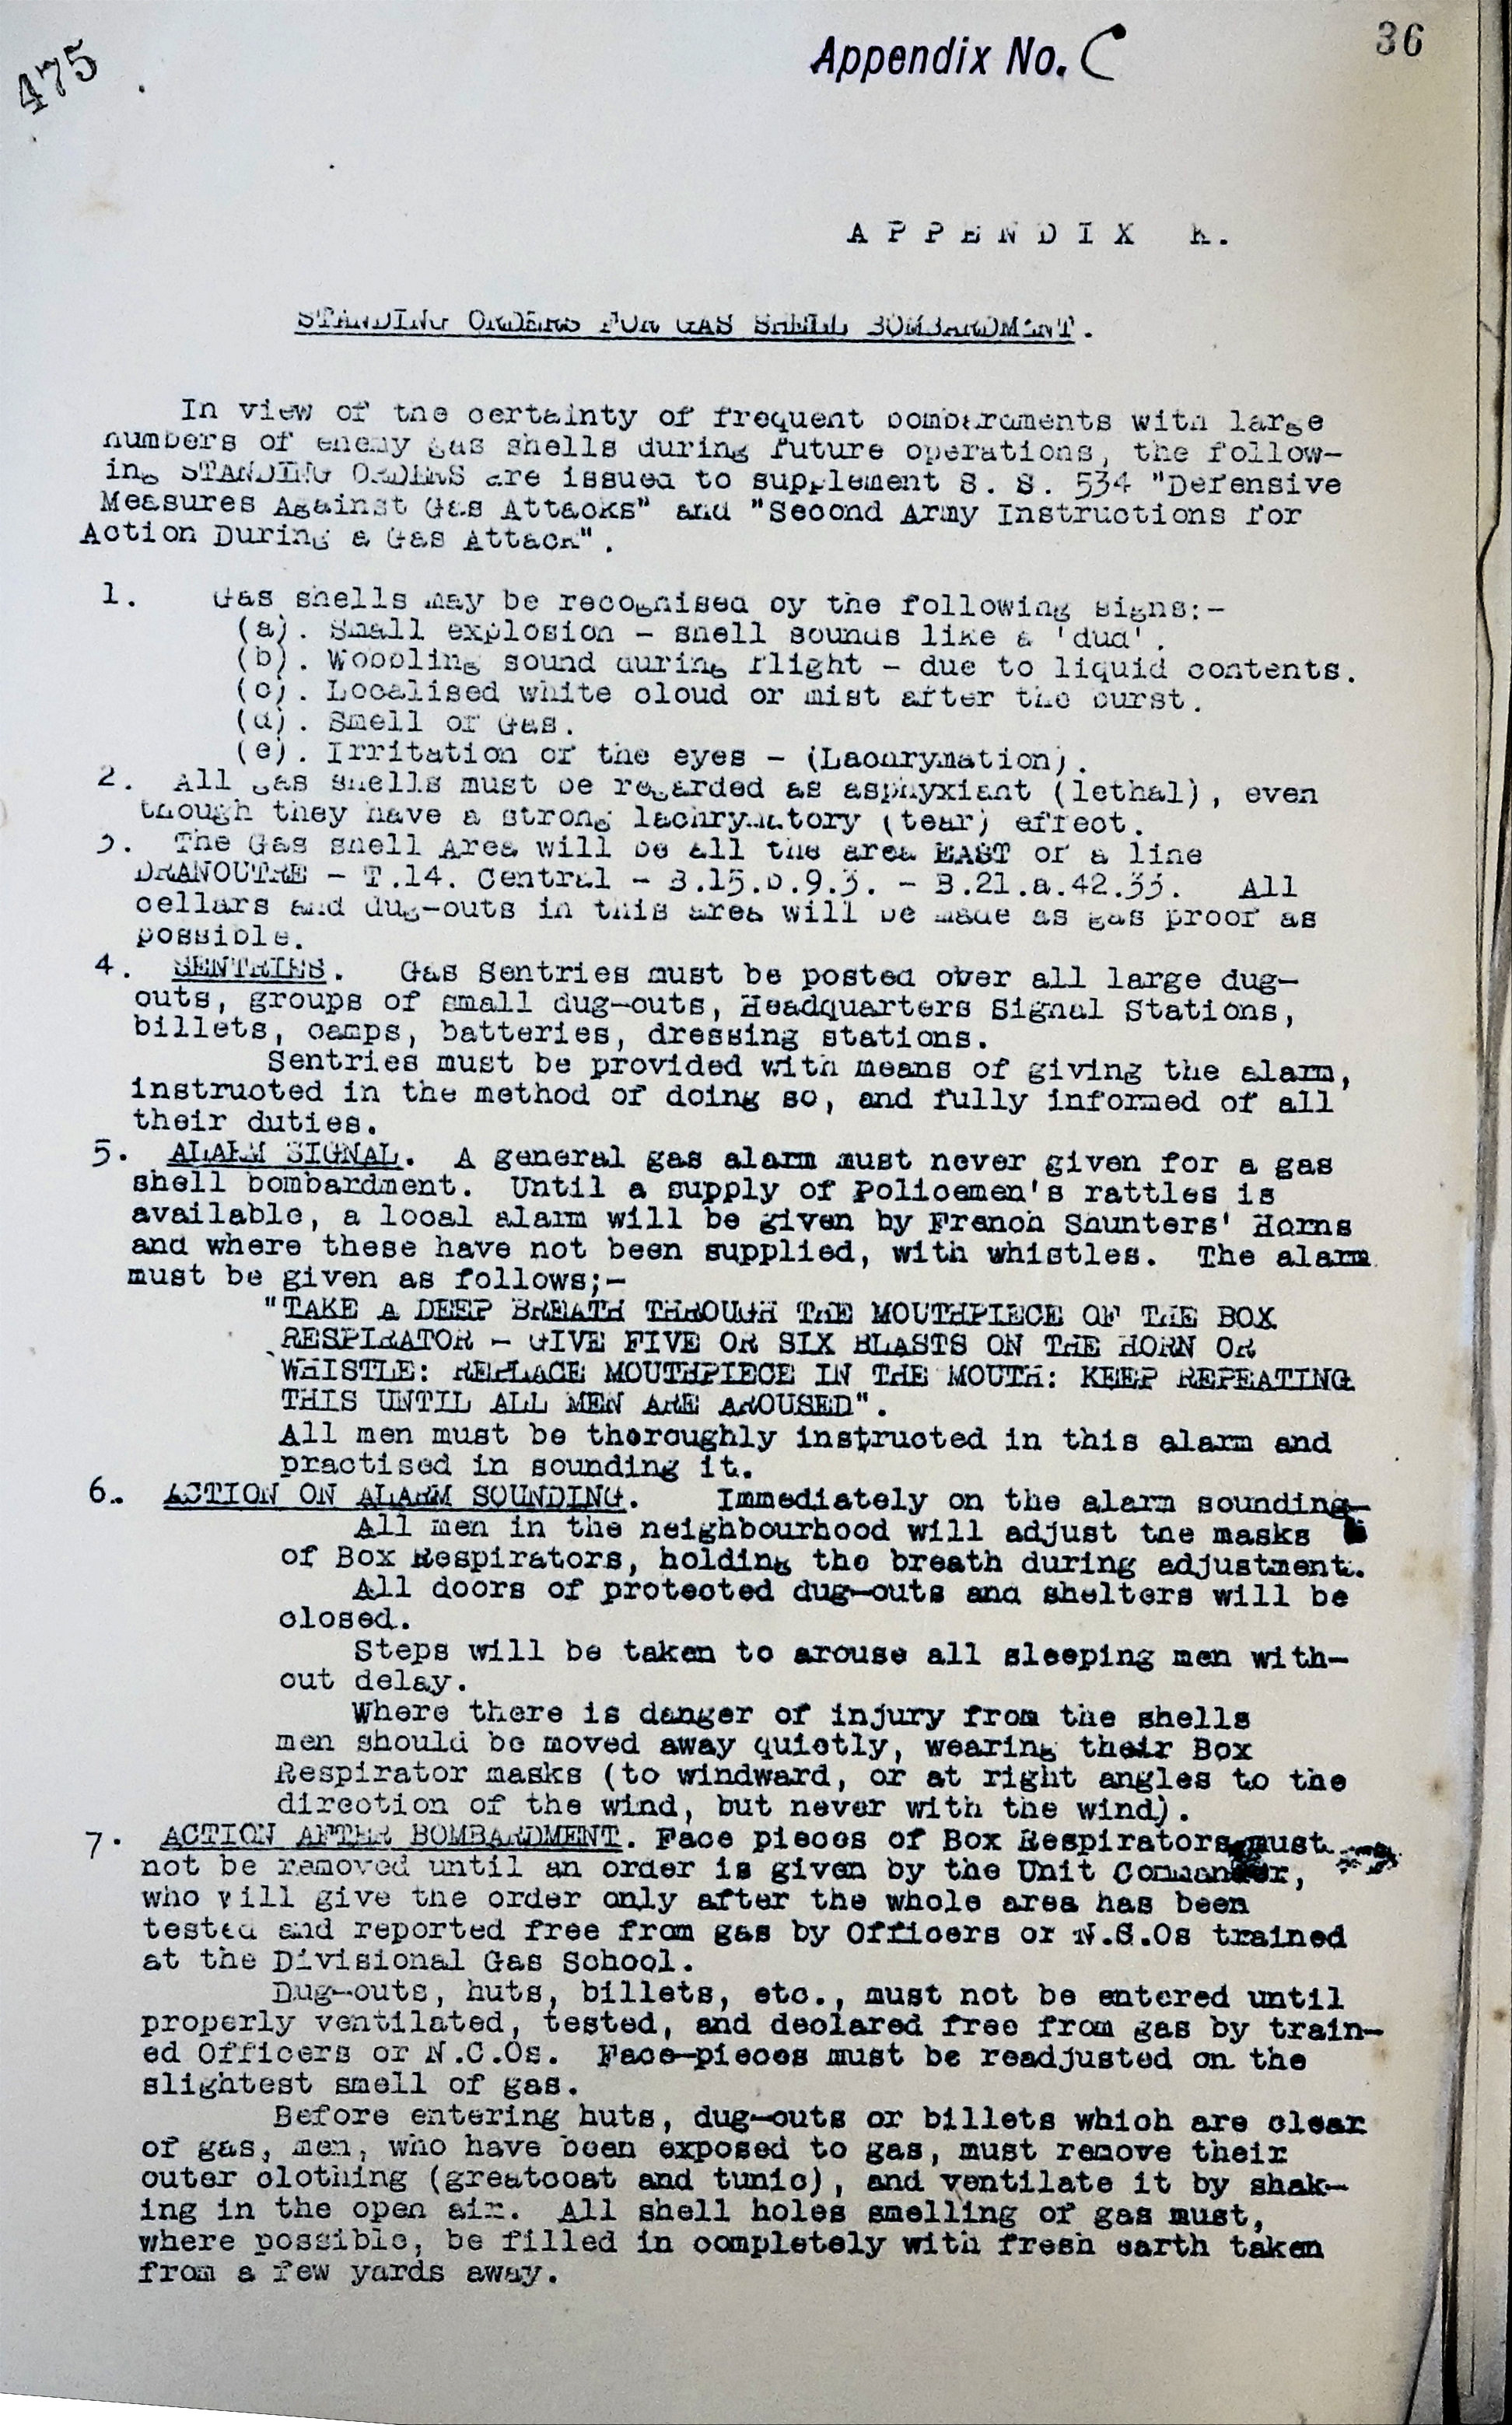 475
Appendix No. C
36
A P P E N D I X   K.
STANDING ORDERS FOR GAS SHELL BOMBARDMENT.
In view of the certainty of frequent bombardments with large
numbers of enemy gas shells during future operations, the follow-
ing STANDING ORDERS are issued to supplement S. S. 534 "Defensive
Measures Against Gas Attacks" and "Second Army Instructions for
Action During a Gas Attack".
1. Gas shells may be recognised by the following signs:-
(a). Small explosion - shell sounds like a 'dud'.
(b). Wobbling sound during flight - due to liquid contents.
(c). Localised white cloud or mist after the burst.
(d). Smell of Gas.
(e). Irritation of the eyes - (Lachrymation).
2. All gas shells must be regarded as asphyxiant (lethal), even
though they have a strong lachrymatory (tear) effect.
3. The Gas shell Area will be all the area EAST of a line
DRANOUTRE - T.14. Central - B.15.b.9.3. - B.21.a.42.33. All
cellars and dug-outs in this area will be made as gas proof as
possible.
4. SENTRIES. Gas Sentries must be posted over all large dug-
outs, groups of small dug-outs, Headquarters Signal Stations,
billets, camps, batteries, dressing stations.
Sentries must be provided with means of giving the alarm,
instructed in the method of doing so, and fully informed of all
their duties.
5. ALARM SIGNAL. A general gas alarm must never given for a gas
shell bombardment. Until a supply of Policemen's rattles is
available, a local alarm will be given by French Shunters' Horns
and where these have not been supplied, with whistles. The alarm
must be given as follows;-
"TAKE A DEEP BREATH THROUGH THE MOUTHPIECE OF THE BOX
RESPIRATOR - GIVE FIVE OR SIX BLASTS ON THE HORN OR
WHISTLE: REPLACE MOUTHPIECE IN THE MOUTH: KEEP REPEATING
THIS UNTIL ALL MEN ARE AROUSED".
All men must be thoroughly instructed in this alarm and
practised in sounding it.
6. ACTION ON ALARM SOUNDING. Immediately on the alarm sounding-
All men in the neighbourhood will adjust the masks
of Box Respirators, holding the breath during adjustment.
All doors of protected dug-outs and shelters will be
closed.
Steps will be taken to arouse all sleeping men with-
out delay.
Where there is danger of injury from the shells
men should be moved away quietly, wearing their Box
Respirator masks (to windward, or at right angles to the
direction of the wind, but never with the wind).
7. ACTION AFTER BOMBARDMENT. Face pieces of Box Respirators must
not be removed until an order is given by the Unit Commander,
who will give the order only after the whole area has been
tested and reported free from gas by Officers or N.S.Os trained
at the Divisional Gas School.
Dug-outs, huts, billets, etc., must not be entered until
properly ventilated, tested, and declared free from gas by train-
ed Officers or N.C.Os. Face-pieces must be readjusted on the
slightest smell of gas.
Before entering huts, dug-outs or billets which are clear
of gas, men, who have been exposed to gas, must remove their
outer clothing (greatcoat and tunic), and ventilate it by shak-
ing in the open air. All shell holes smelling of gas must,
where possible, be filled in completely with fresh earth taken
from a few yards away.